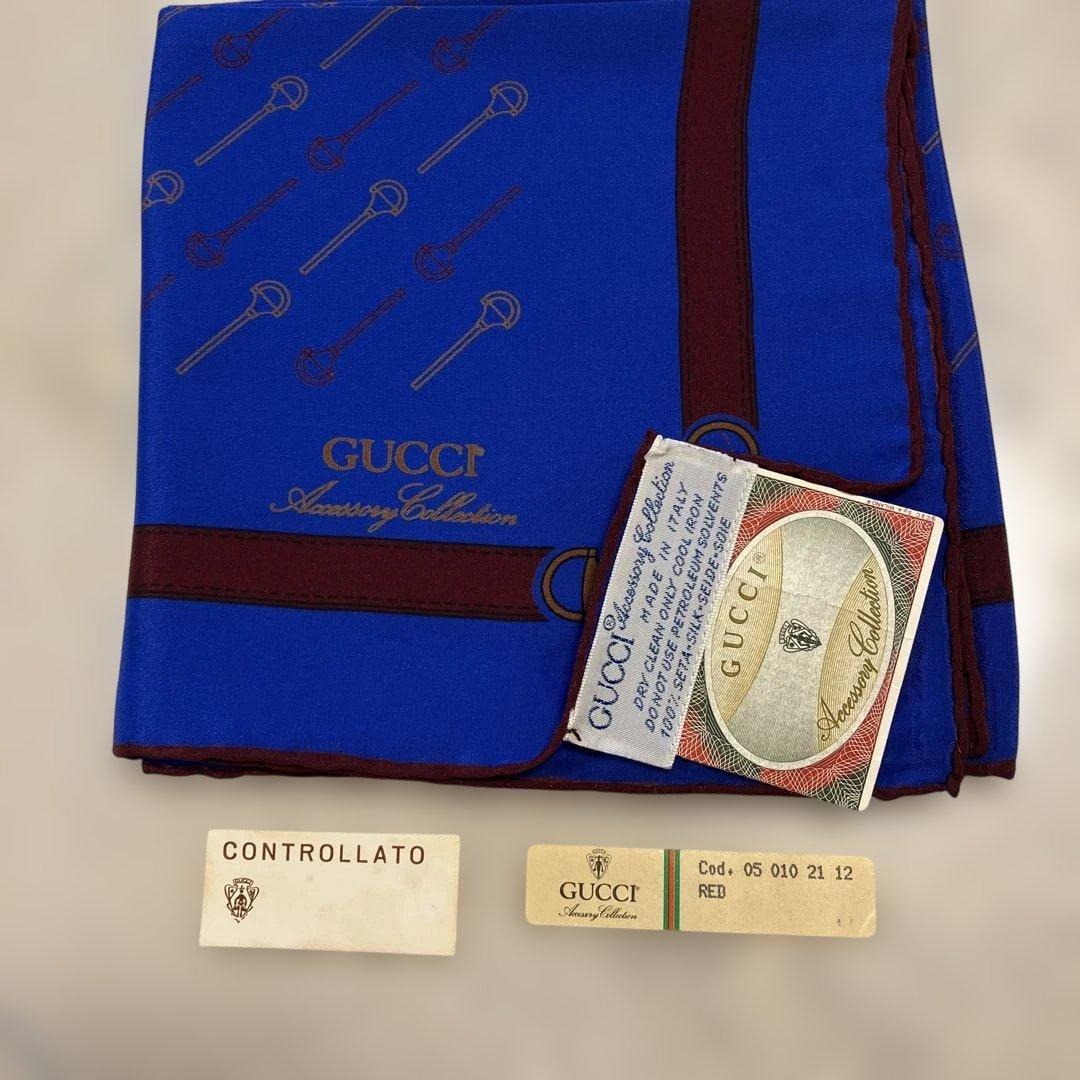 GUCCI
Accessory Collection
GUCCI® Accessory Collection
MADE IN ITALY
DRY CLEAN ONLY COOL IRON
DO NOT USE PETROLEUM SOLVENTS
100% SETA=SILK=SEIDE=SOIE
GUCCI®
Accessory Collection
CONTROLLATO
GUCCI
Accessory Collection
Cod. 05 010 21 12
RED